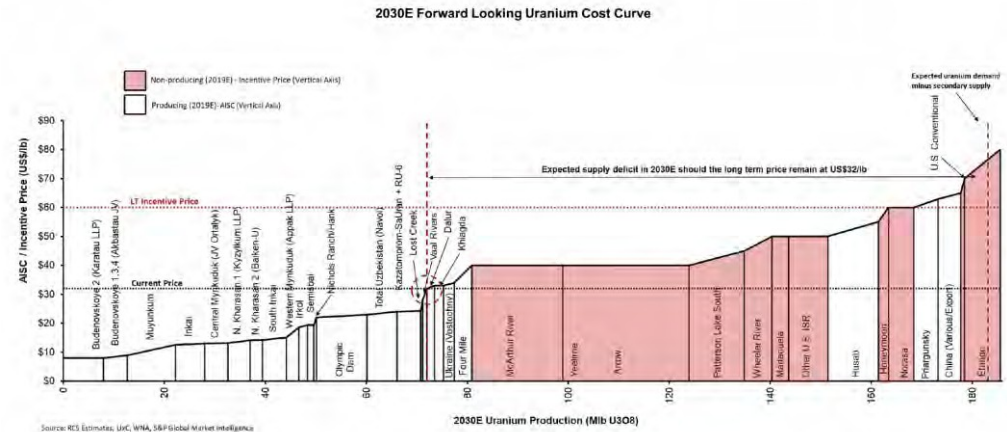 2030E Forward Looking Uranium Cost Curve
Non-producing (2019E) - Incentive Price (Vertical Axis)
Producing (2019E)-AISC (Vertical Axis)
Expected uranium demand
minus secondary supply
AISC / Incentive Price (US$/lb)
$90
$80
$70
$60
$50
$40
$30
$20
$10
$0
LT Incentive Price
Current Price
Expected supply deficit in 2030E should the long term price remain at US$32/lb
Budenovskoye 2 (Karatau LLP)
Budenovskoye 1,3,4 (Akbastau JV)
Muyunkum
Inkai
Central Mynkuduk (JV Ortalyk)
N. Kharasan 1 (Kyzylkum LLP)
N. Kharasan 2 (Baiken-U)
South Inkai
Western Mynkuduk (Appak LLP)
Irkol
Semisbai
Nichols Ranch/Hank
Olympic
Dam
Total Uzbekistan (Navoi)
Kazatomprom-SaUran + RU-6
Lost Creek
Vaal Rivers
Dalur
Khiagda
Ukraine (Vostochniy)
Four Mile
McArthur River
Yeelirrie
Arrow
Patterson Lake South
Wheeler River
Madaouela
Other U.S. ISR
Husab
Honeymoon
Priargunsky
China (Various/Export)
U.S. Conventional
Etango
0
20
40
60
80
100
120
140
160
180
2030E Uranium Production (Mlb U3O8)
Source: RCS Estimates, UxC, WNA, S&P Global Market Intelligence